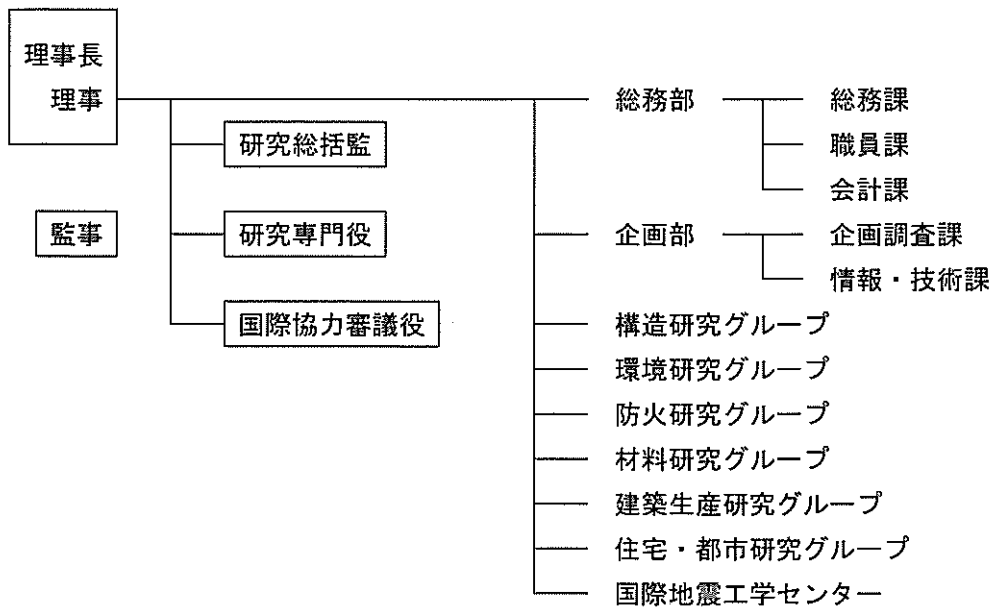 理事長
理事
総務部
総務課
研究総括監
職員課
会計課
監事
研究専門役
企画部
企画調査課
情報・技術課
国際協力審議役
構造研究グループ
環境研究グループ
防火研究グループ
材料研究グループ
建築生産研究グループ
住宅・都市研究グループ
国際地震工学センター